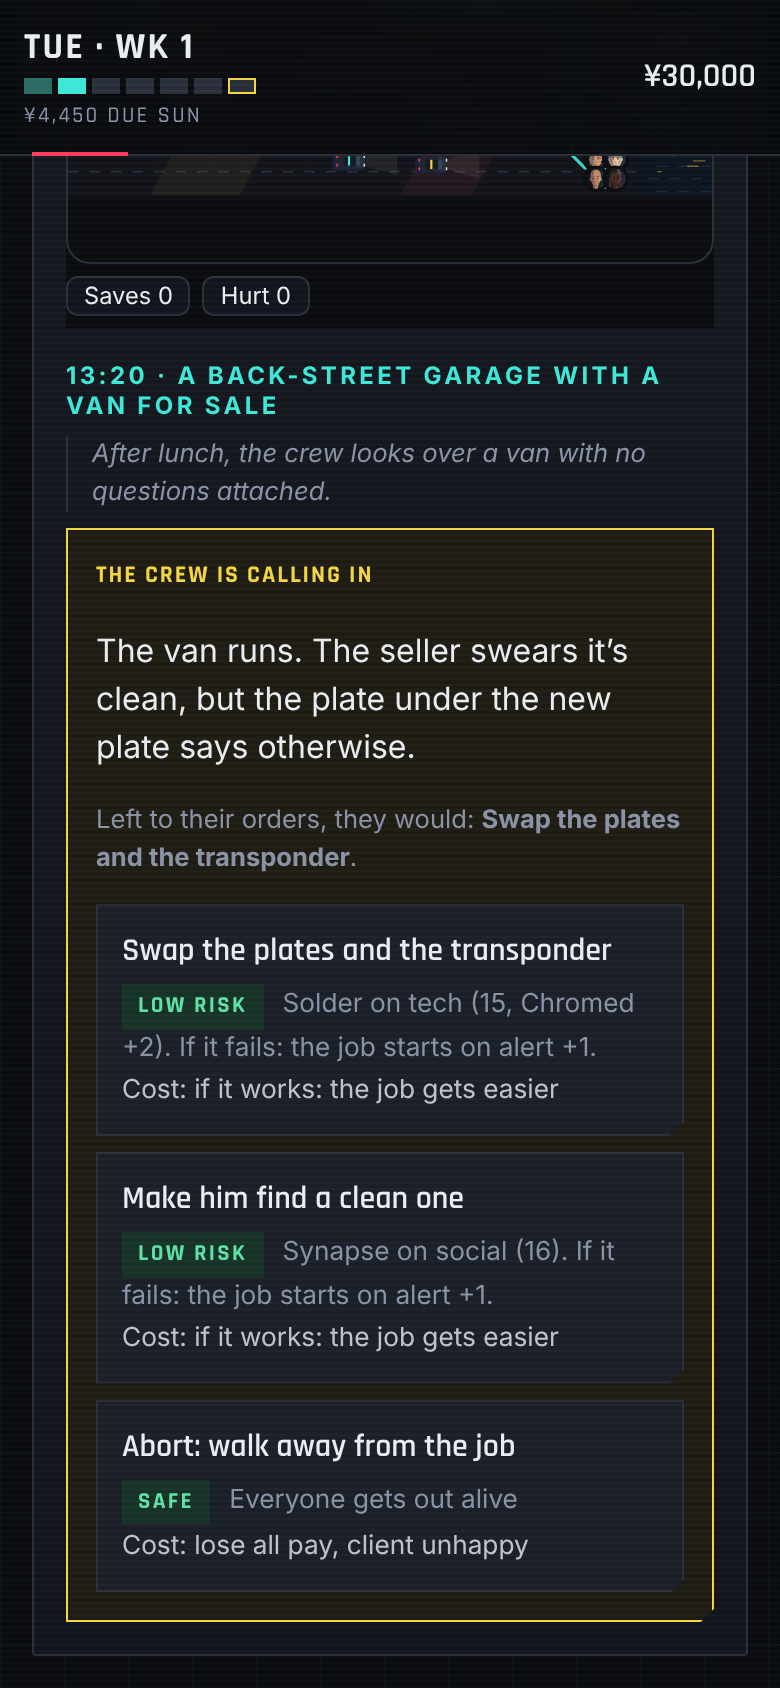 TUE · WK 1
¥30,000
¥4,450 DUE SUN
Saves 0
Hurt 0
13:20 · A BACK-STREET GARAGE WITH A
VAN FOR SALE
After lunch, the crew looks over a van with no
questions attached.
THE CREW IS CALLING IN
The van runs. The seller swears it’s
clean, but the plate under the new
plate says otherwise.
Left to their orders, they would: Swap the plates
and the transponder.
Swap the plates and the transponder
LOW RISK Solder on tech (15, Chromed
+2). If it fails: the job starts on alert +1.
Cost: if it works: the job gets easier
Make him find a clean one
LOW RISK Synapse on social (16). If it
fails: the job starts on alert +1.
Cost: if it works: the job gets easier
Abort: walk away from the job
SAFE Everyone gets out alive
Cost: lose all pay, client unhappy